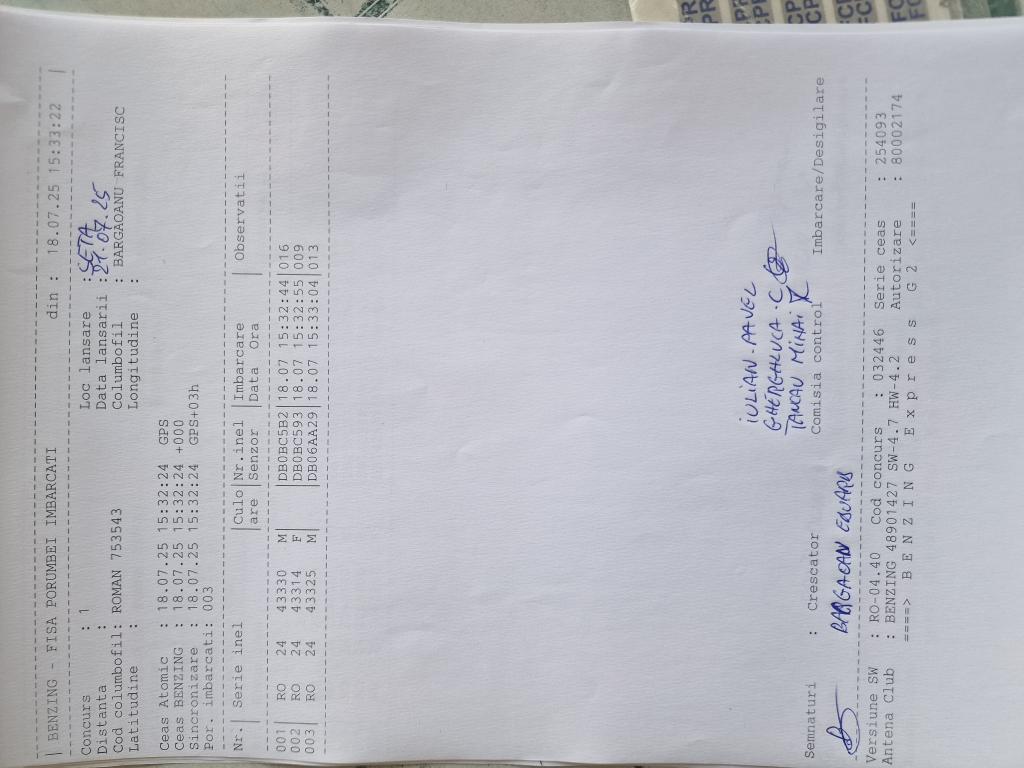 | BENZING - FISA PORUMBEI IMBARCATI din : 18.07.25 15:33:22 |
Concurs : 1 Loc lansare : SETA
Distanta : Data lansarii : 21.07.25
Cod columbofil: ROMAN 753543 Columbofil : BARGAOANU FRANCISC
Latitudine : Longitudine :
Ceas Atomic : 18.07.25 15:32:24 GPS
Ceas BENZING : 18.07.25 15:32:24 +000
Sincronizare : 18.07.25 15:32:24 GPS+03h
Por. imbarcati: 003
Nr.| Serie inel |Culo|Nr.inel |Imbarcare | Observatii
|are |Senzor |Data Ora |
001| RO 24 43330 M| |DB0BC5B2|18.07 15:32:44|016
002| RO 24 43314 F| |DB0BC593|18.07 15:32:55|009
003| RO 24 43325 M| |DB06AA29|18.07 15:33:04|013
IULIAN-PAVEL
GHERGHLUCA.C
TANCAU MIHAI
Semnaturi : Crescator Comisia control Imbarcare/Desigilare
BARGAOAN EDUARD
Versiune SW : RO-04.40 Cod concurs : 032446 Serie ceas : 254093
Antena Club : BENZING 48901427 SW-4.7 HW-4.2 Autorizare : 80002174
====> B E N Z I N G E x p r e s s G 2 <====